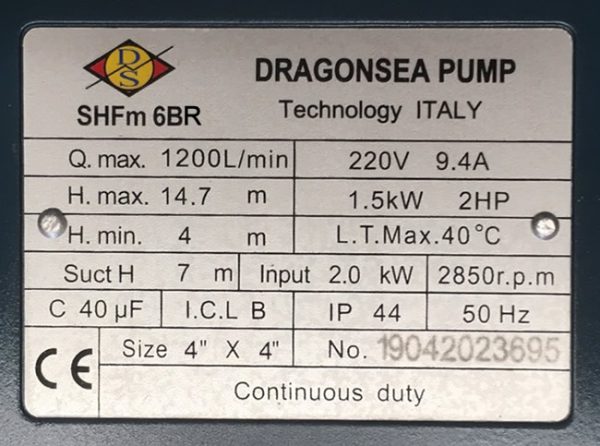 D
S
DRAGONSEA PUMP
SHFm 6BR
Technology ITALY
Q. max. 1200L/min 220V 9.4A
H. max. 14.7 m 1.5kW 2HP
H. min. 4 m L.T.Max.40°C
Suct H 7 m Input 2.0 kW 2850r.p.m
C 40 µF I.C.L B IP 44 50 Hz
CE Size 4" X 4" No. 19042023695
Continuous duty